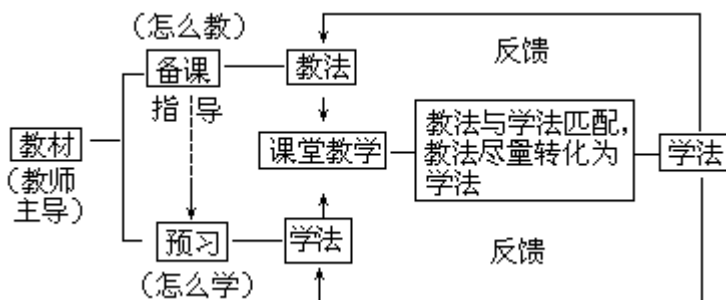 (怎么教)
备课
教法
反馈
指 导
教材
(教师
主导)
课堂教学
教法与学法匹配，
教法尽量转化为
学法
学法
预习
学法
反馈
(怎么学)